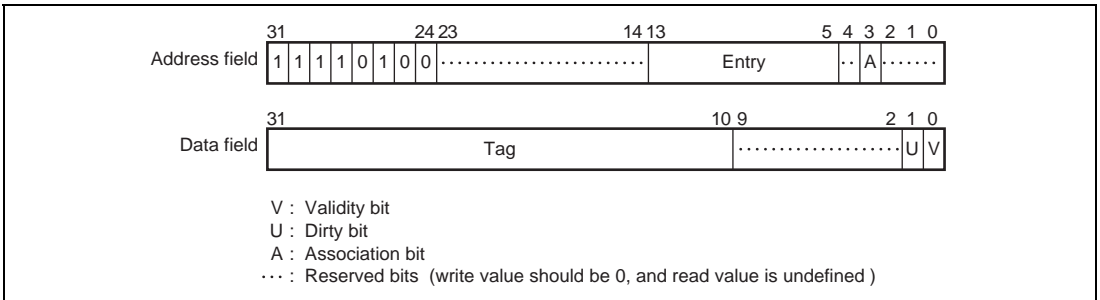 31 24 23 14 13 5 4 3 2 1 0
Address field 1 1 1 1 0 1 0 0 ························· Entry ·· A ·······
31 10 9 2 1 0
Data field Tag ···················· U V
V : Validity bit
U : Dirty bit
A : Association bit
··· : Reserved bits (write value should be 0, and read value is undefined )